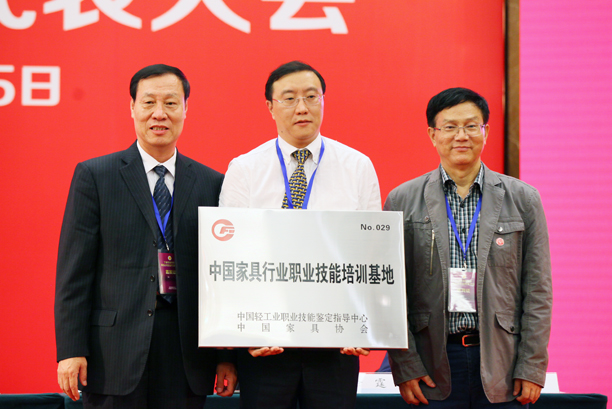 代表大会
5日
No.029
中国家具行业职业技能培训基地
中国轻工业职业技能鉴定指导中心
中国家具协会